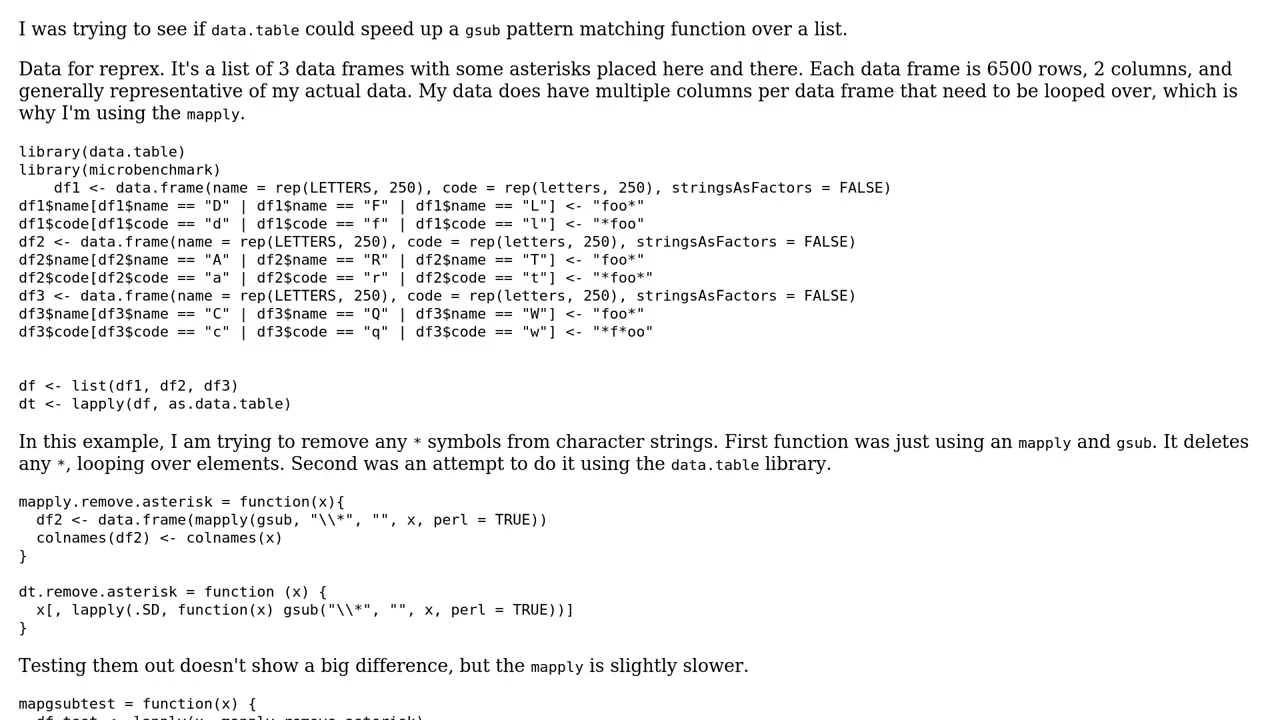 I was trying to see if data.table could speed up a gsub pattern matching function over a list.
Data for reprex. It's a list of 3 data frames with some asterisks placed here and there. Each data frame is 6500 rows, 2 columns, and
generally representative of my actual data. My data does have multiple columns per data frame that need to be looped over, which is
why I'm using the mapply.
library(data.table)
library(microbenchmark)
    df1 <- data.frame(name = rep(LETTERS, 250), code = rep(letters, 250), stringsAsFactors = FALSE)
df1$name[df1$name == "D" | df1$name == "F" | df1$name == "L"] <- "foo*"
df1$code[df1$code == "d" | df1$code == "f" | df1$code == "l"] <- "*foo"
df2 <- data.frame(name = rep(LETTERS, 250), code = rep(letters, 250), stringsAsFactors = FALSE)
df2$name[df2$name == "A" | df2$name == "R" | df2$name == "T"] <- "foo*"
df2$code[df2$code == "a" | df2$code == "r" | df2$code == "t"] <- "*foo*"
df3 <- data.frame(name = rep(LETTERS, 250), code = rep(letters, 250), stringsAsFactors = FALSE)
df3$name[df3$name == "C" | df3$name == "Q" | df3$name == "W"] <- "foo*"
df3$code[df3$code == "c" | df3$code == "q" | df3$code == "w"] <- "*f*oo"
df <- list(df1, df2, df3)
dt <- lapply(df, as.data.table)
In this example, I am trying to remove any * symbols from character strings. First function was just using an mapply and gsub. It deletes
any *, looping over elements. Second was an attempt to do it using the data.table library.
mapply.remove.asterisk = function(x){
  df2 <- data.frame(mapply(gsub, "\\*", "", x, perl = TRUE))
  colnames(df2) <- colnames(x)
}
dt.remove.asterisk = function (x) {
  x[, lapply(.SD, function(x) gsub("\\*", "", x, perl = TRUE))]
}
Testing them out doesn't show a big difference, but the mapply is slightly slower.
mapgsubtest = function(x) {
  df.test <- lapply(x, mapply.remove.asterisk)